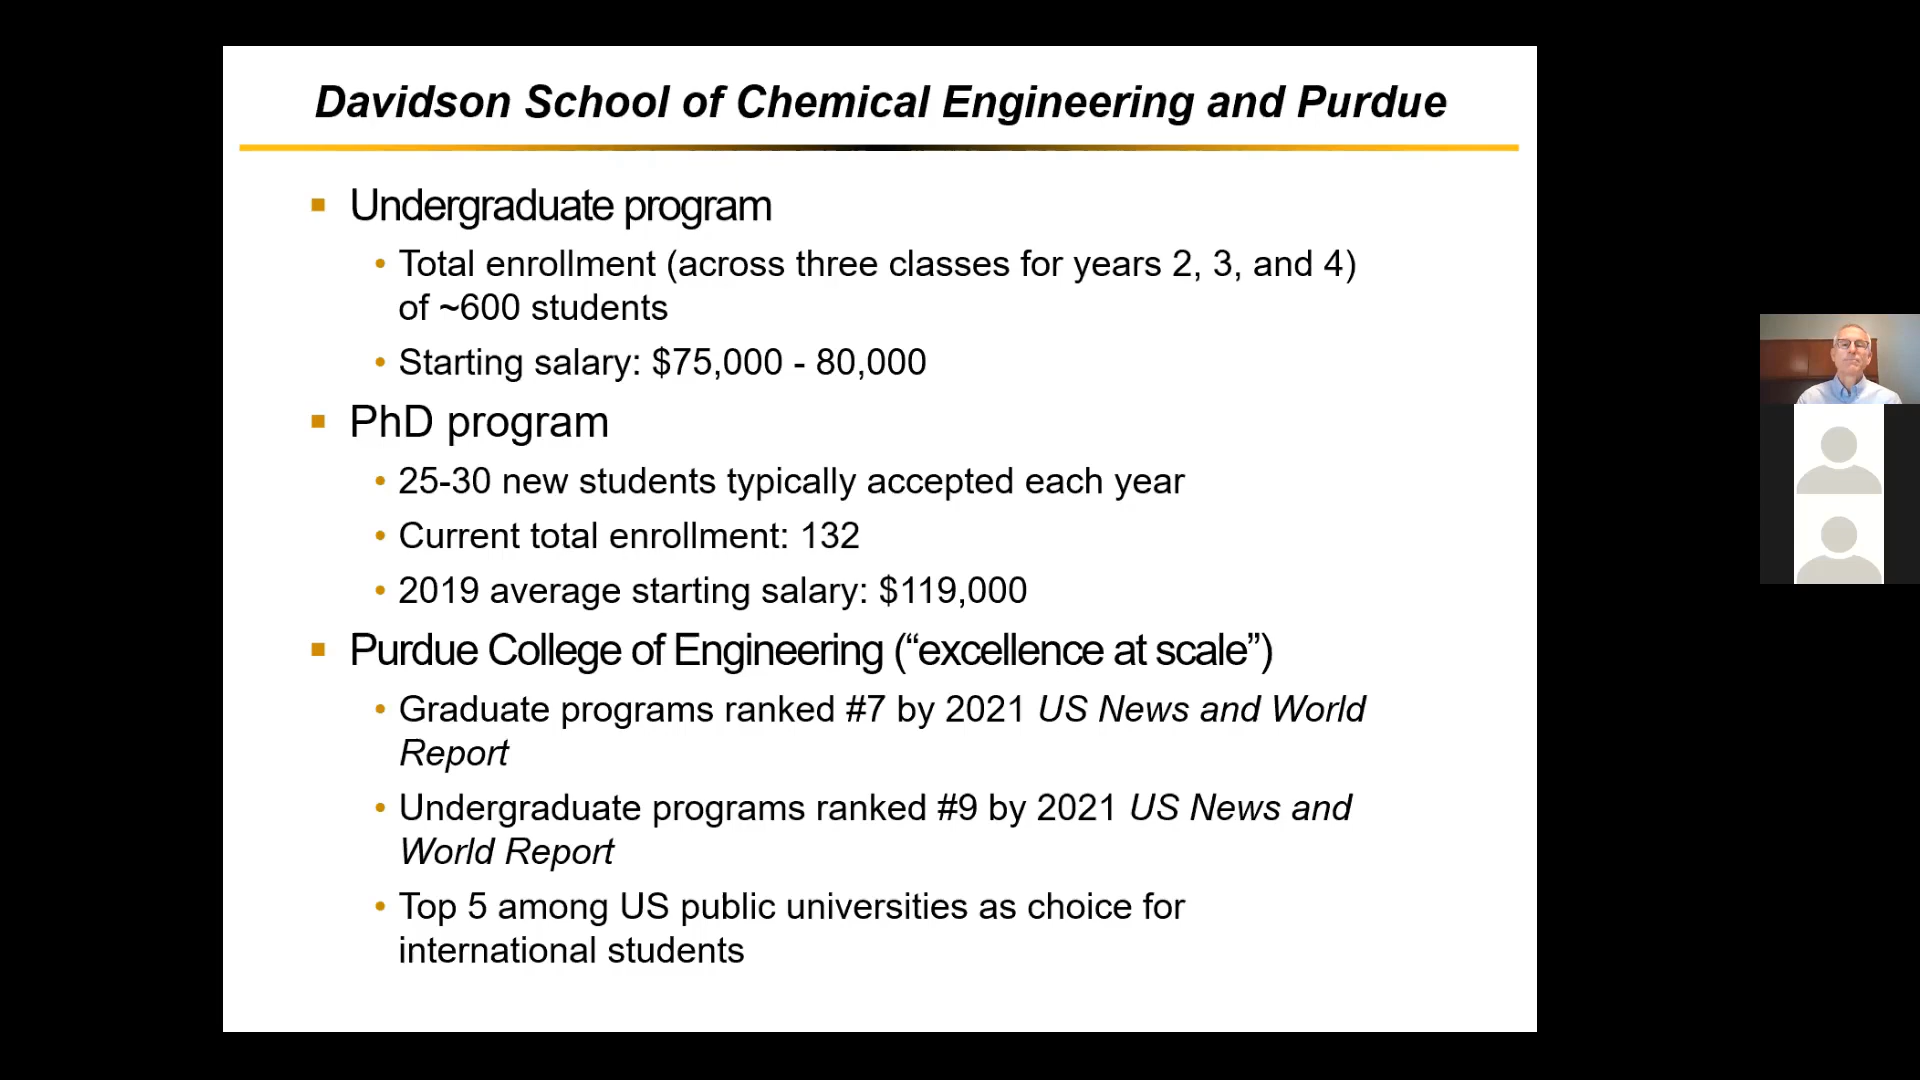 Davidson School of Chemical Engineering and Purdue
Undergraduate program
Total enrollment (across three classes for years 2, 3, and 4)
of ~600 students
Starting salary: $75,000 - 80,000
PhD program
25-30 new students typically accepted each year
Current total enrollment: 132
2019 average starting salary: $119,000
Purdue College of Engineering (“excellence at scale”)
Graduate programs ranked #7 by 2021 US News and World
Report
Undergraduate programs ranked #9 by 2021 US News and
World Report
Top 5 among US public universities as choice for
international students